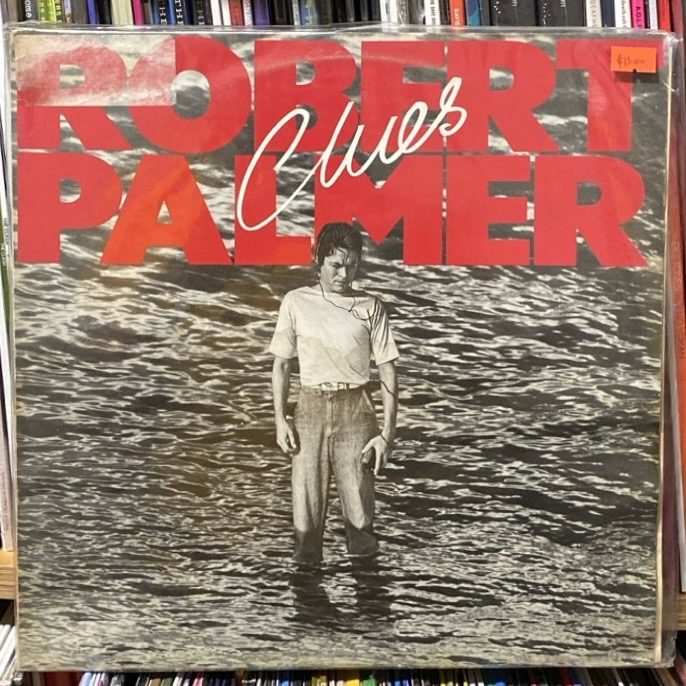 ROBERT
Clues
PALMER
$15.00